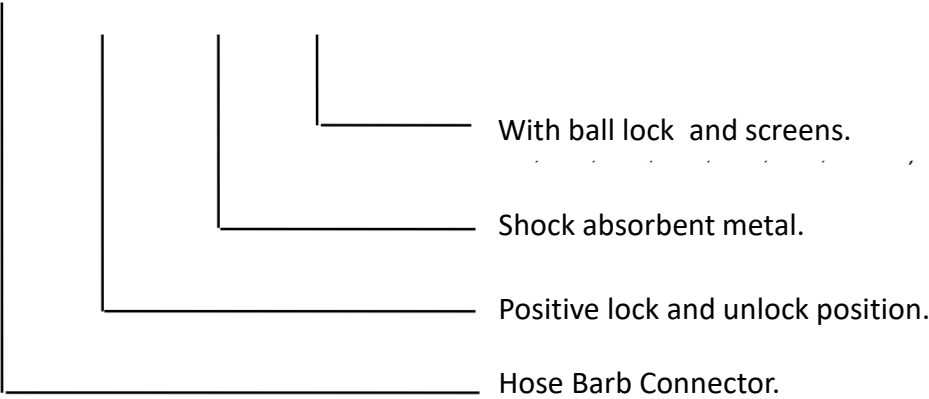 With ball lock and screens.
Shock absorbent metal.
Positive lock and unlock position.
Hose Barb Connector.